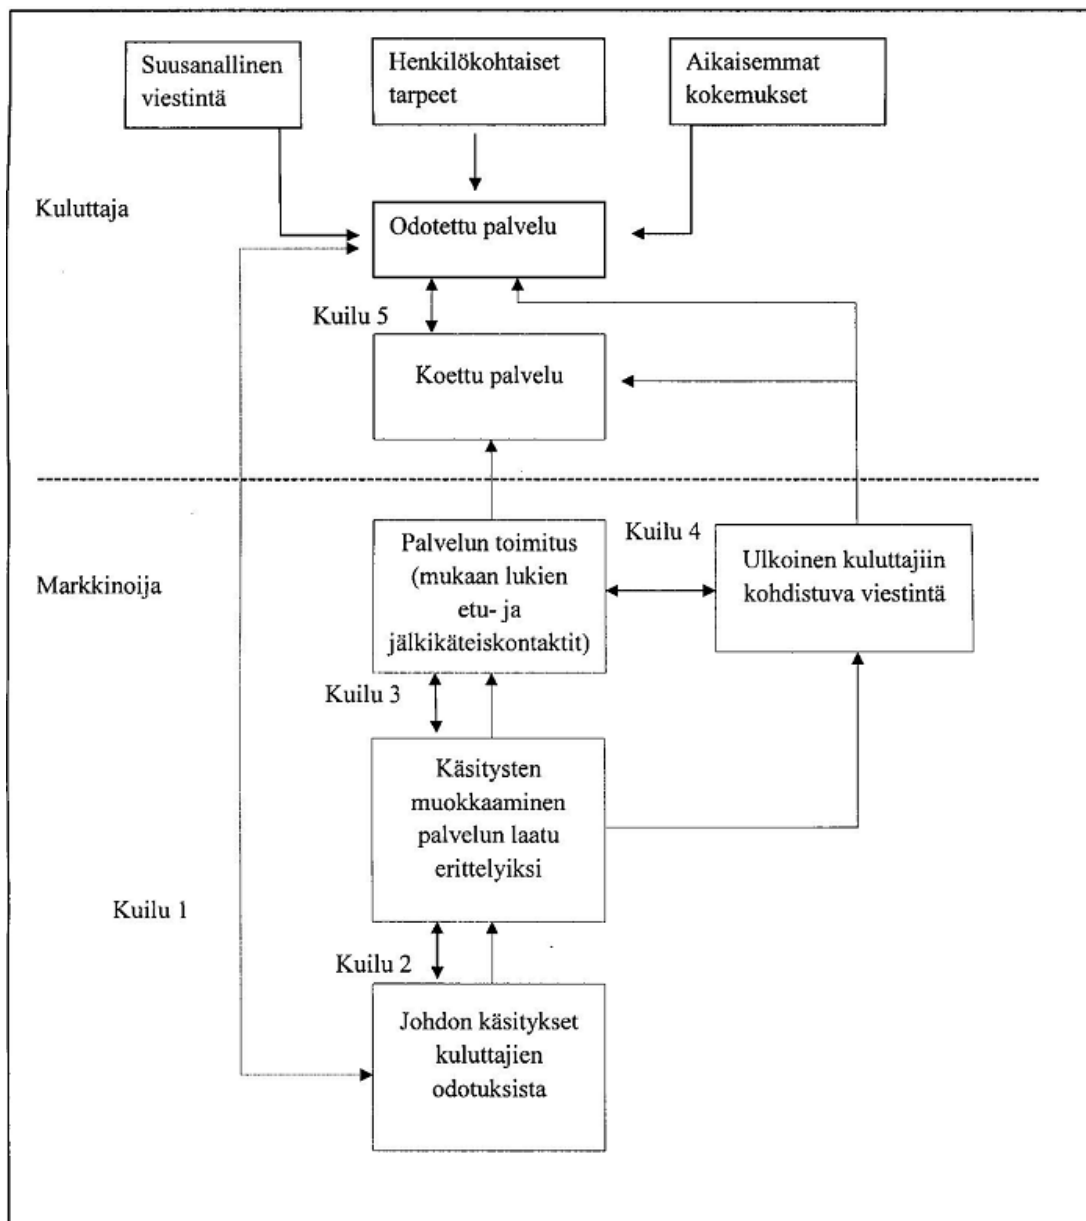 Suusanallinen
viestintä
Henkilökohtaiset
tarpeet
Aikaisemmat
kokemukset
Kuluttaja
Odotettu palvelu
Kuilu 5
Koettu palvelu
Markkinoija
Palvelun toimitus
(mukaan lukien
etu- ja
jälkikäteiskontaktit)
Kuilu 4
Ulkoinen kuluttajiin
kohdistuva viestintä
Kuilu 3
Käsitysten
muokkaaminen
palvelun laatu
erittelyiksi
Kuilu 1
Kuilu 2
Johdon käsitykset
kuluttajien
odotuksista